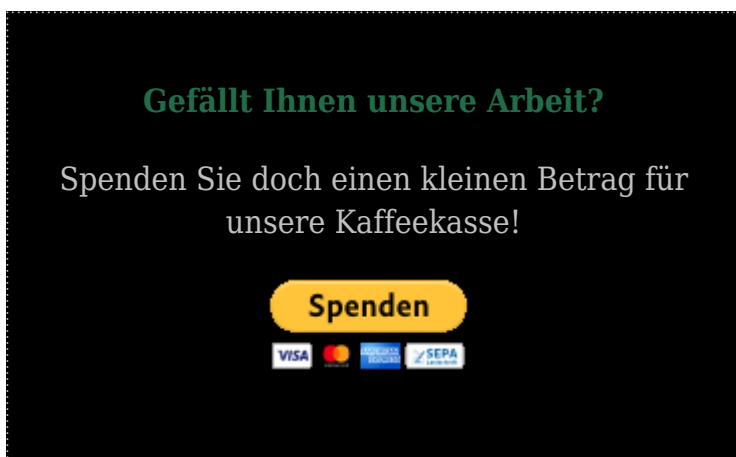 Gefällt Ihnen unsere Arbeit?
Spenden Sie doch einen kleinen Betrag für
unsere Kaffeekasse!
Spenden
VISA
SEPA